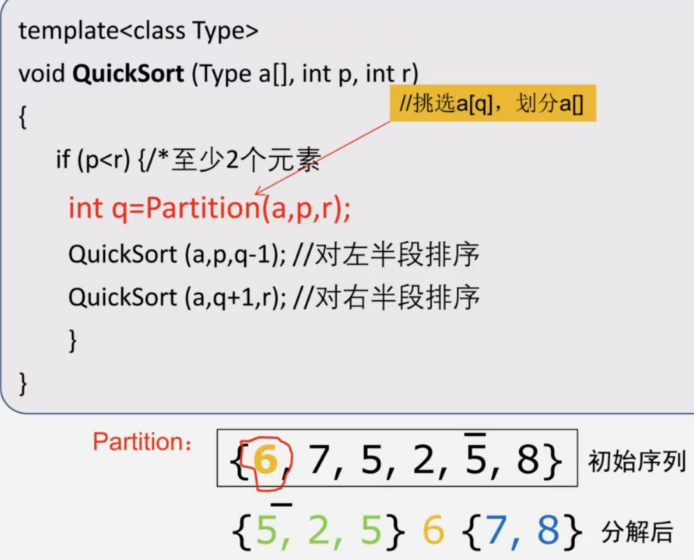 template<class Type>
void QuickSort (Type a[], int p, int r)
//挑选a[q]，划分a[]
{
if (p<r) {/*至少2个元素
int q=Partition(a,p,r);
QuickSort (a,p,q-1); //对左半段排序
QuickSort (a,q+1,r); //对右半段排序
}
}
Partition：
{6, 7, 5, 2, 5̅, 8} 初始序列
{5̅, 2, 5} 6 {7, 8} 分解后